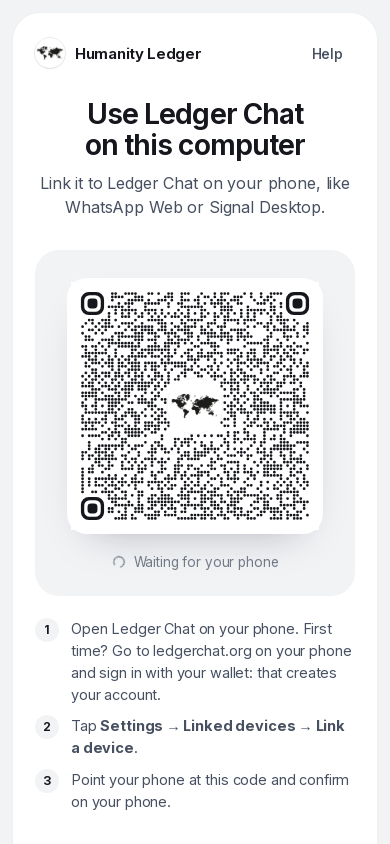 Humanity Ledger
Help
Use Ledger Chat
on this computer
Link it to Ledger Chat on your phone, like
WhatsApp Web or Signal Desktop.
Waiting for your phone
1 Open Ledger Chat on your phone. First
time? Go to ledgerchat.org on your phone
and sign in with your wallet: that creates
your account.
2 Tap Settings → Linked devices → Link
a device.
3 Point your phone at this code and confirm
on your phone.